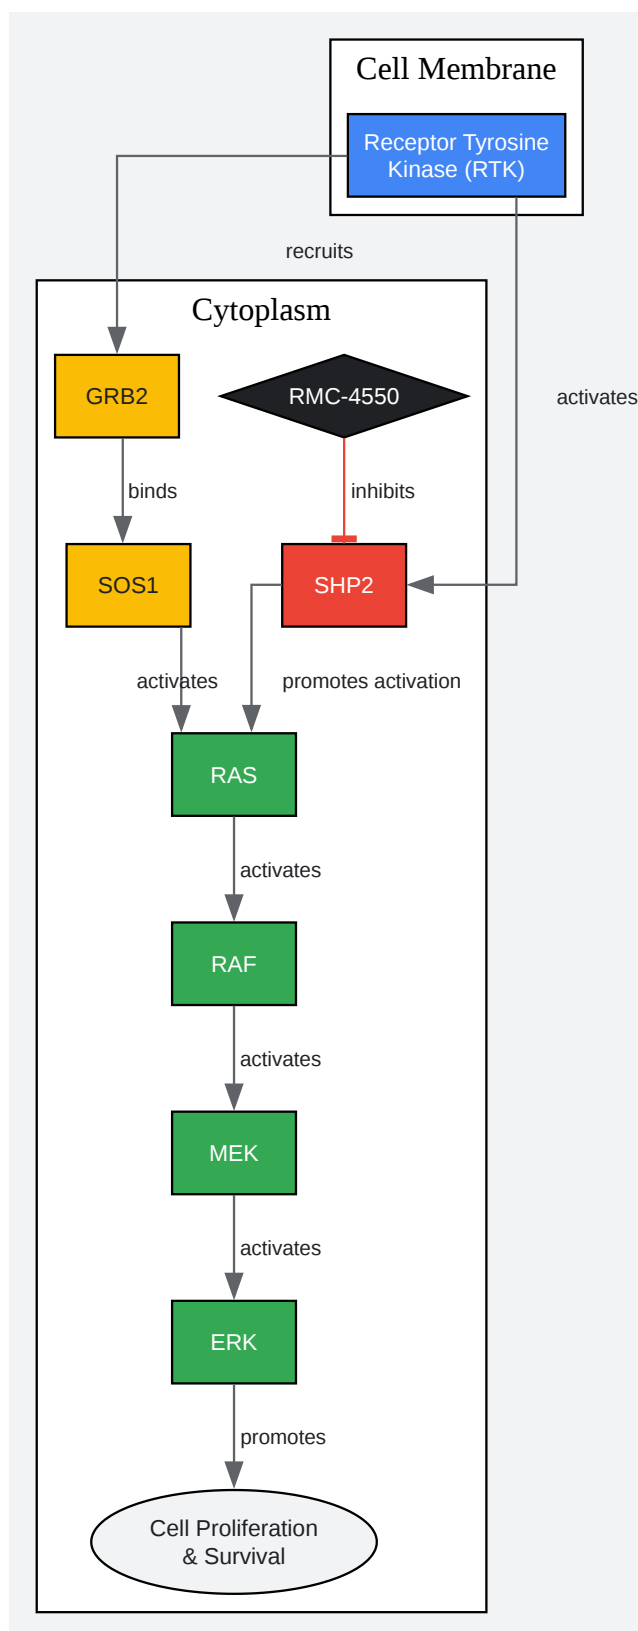 Cell Membrane
Receptor Tyrosine
Kinase (RTK)
recruits
Cytoplasm
GRB2
RMC-4550
activates
binds
inhibits
SOS1
SHP2
activates
promotes activation
RAS
activates
RAF
activates
MEK
activates
ERK
promotes
Cell Proliferation
& Survival